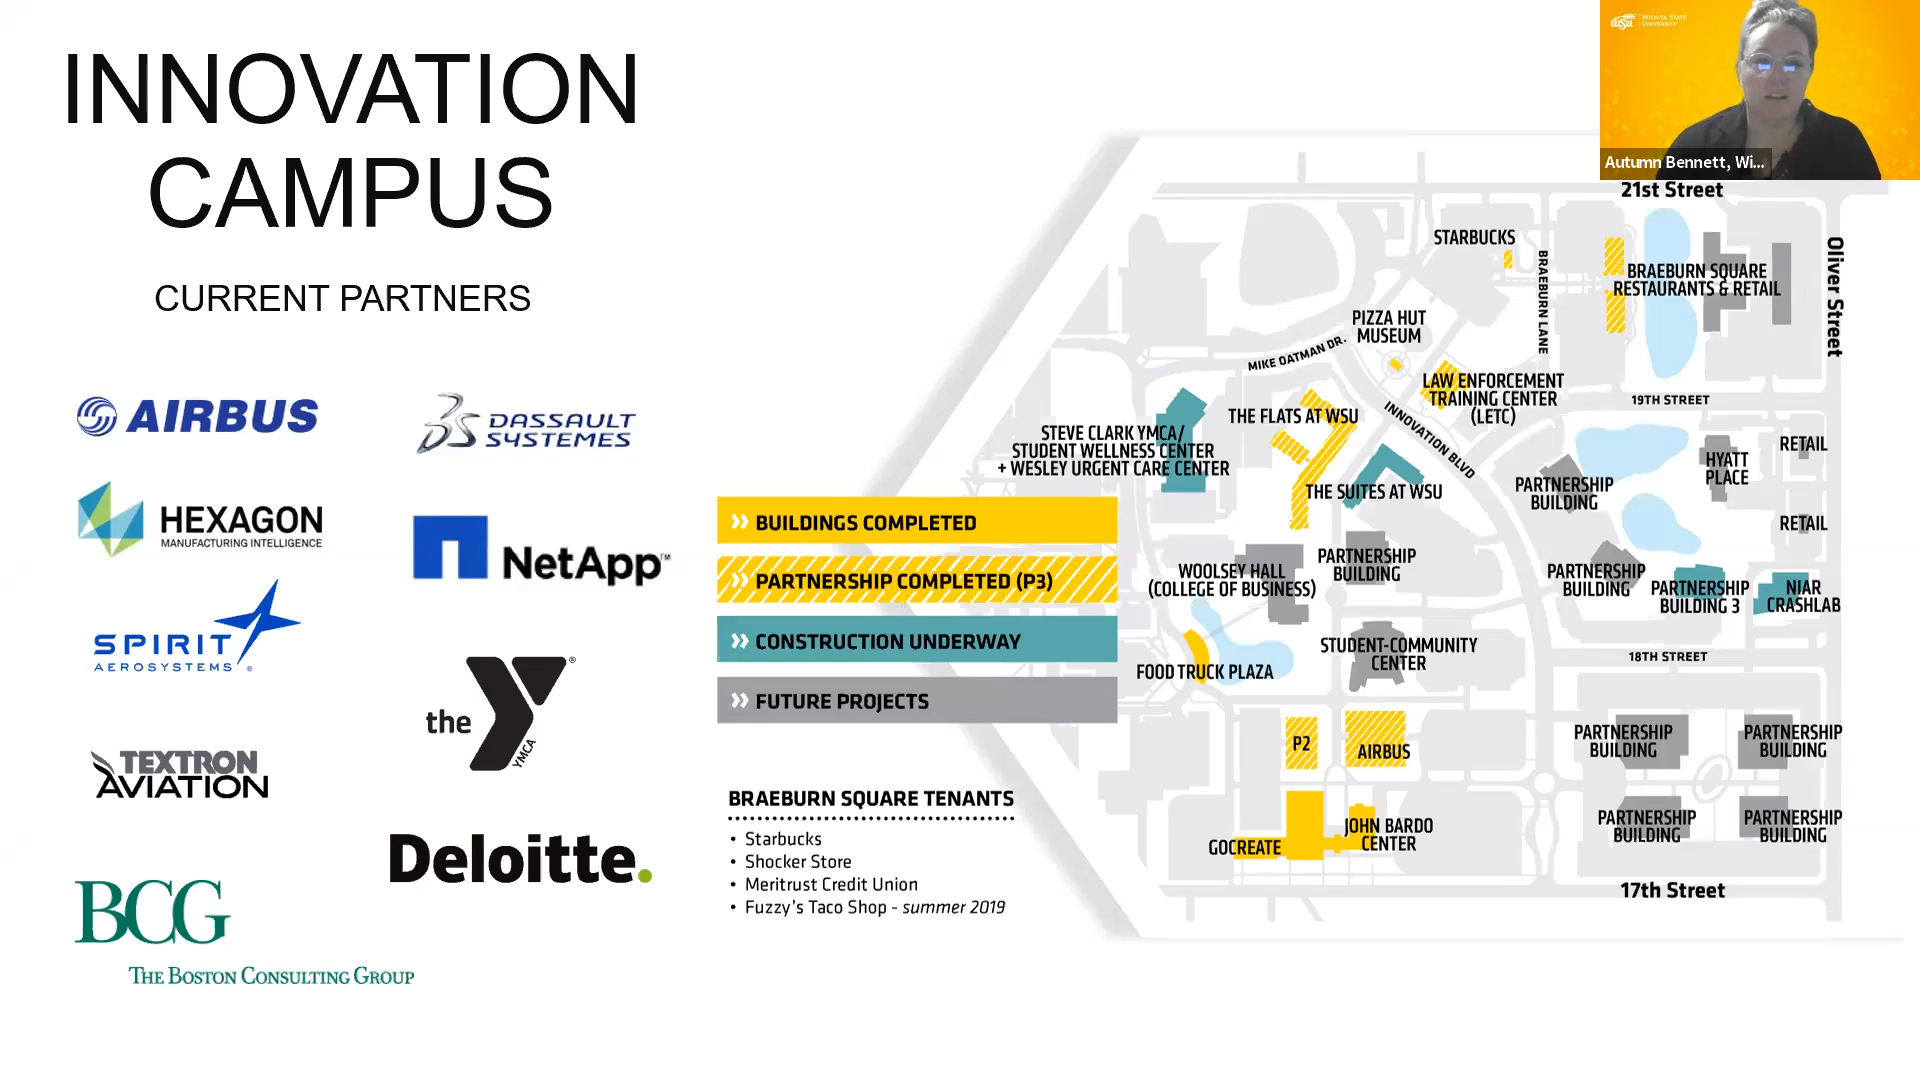 INNOVATION
CAMPUS
CURRENT PARTNERS
AIRBUS
DASSAULT
SYSTEMES
HEXAGON
MANUFACTURING INTELLIGENCE
NetApp™
SPIRIT
AEROSYSTEMS®
the Y®
YMCA
TEXTRON
AVIATION
Deloitte.
BCG
THE BOSTON CONSULTING GROUP
» BUILDINGS COMPLETED
» PARTNERSHIP COMPLETED (P3)
» CONSTRUCTION UNDERWAY
» FUTURE PROJECTS
BRAEBURN SQUARE TENANTS
• Starbucks
• Shocker Store
• Meritrust Credit Union
• Fuzzy's Taco Shop - summer 2019
WSU
WICHITA STATE
UNIVERSITY
Autumn Bennett, Wi...
21st Street
Oliver Street
STARBUCKS
BRAEBURN LANE
BRAEBURN SQUARE
RESTAURANTS & RETAIL
PIZZA HUT
MUSEUM
MIKE OATMAN DR.
LAW ENFORCEMENT
TRAINING CENTER
(LETC)
19TH STREET
THE FLATS AT WSU
INNOVATION BLVD
STEVE CLARK YMCA/
STUDENT WELLNESS CENTER
+ WESLEY URGENT CARE CENTER
THE SUITES AT WSU
PARTNERSHIP
BUILDING
HYATT
PLACE
RETAIL
RETAIL
WOOLSEY HALL
(COLLEGE OF BUSINESS)
PARTNERSHIP
BUILDING
PARTNERSHIP
BUILDING
PARTNERSHIP
BUILDING 3
NIAR
CRASHLAB
FOOD TRUCK PLAZA
STUDENT-COMMUNITY
CENTER
18TH STREET
P2
AIRBUS
PARTNERSHIP
BUILDING
PARTNERSHIP
BUILDING
GOCREATE
JOHN BARDO
CENTER
PARTNERSHIP
BUILDING
PARTNERSHIP
BUILDING
17th Street